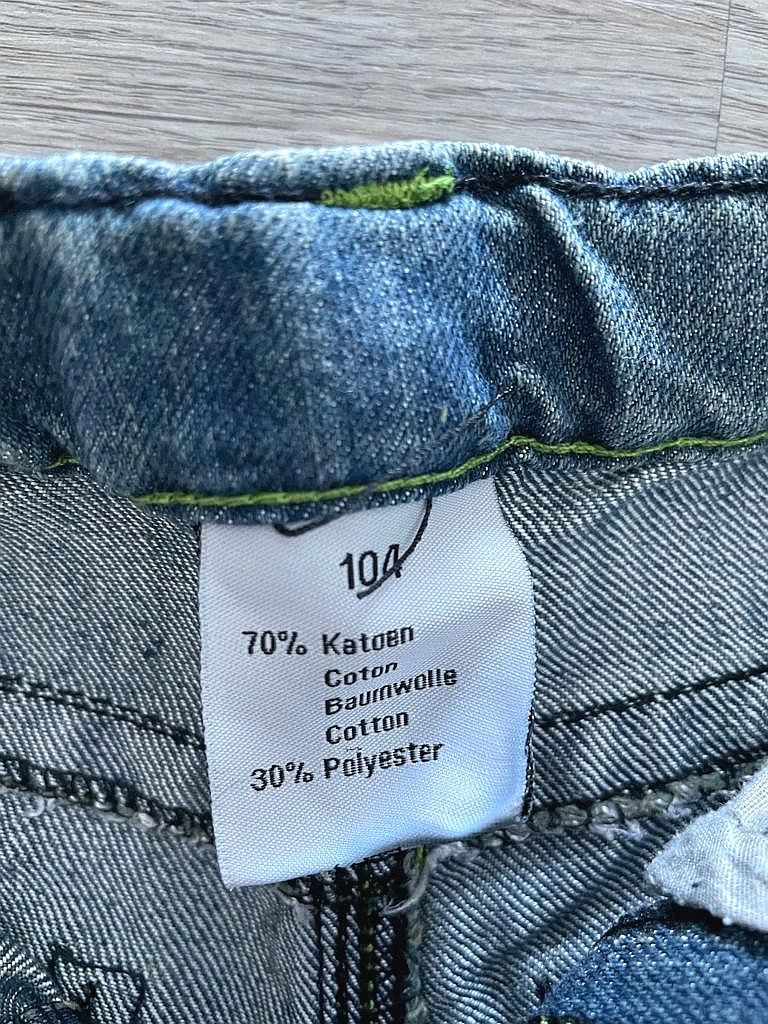 104
70% Katoen
Coton
Baumwolle
Cotton
30% Polyester